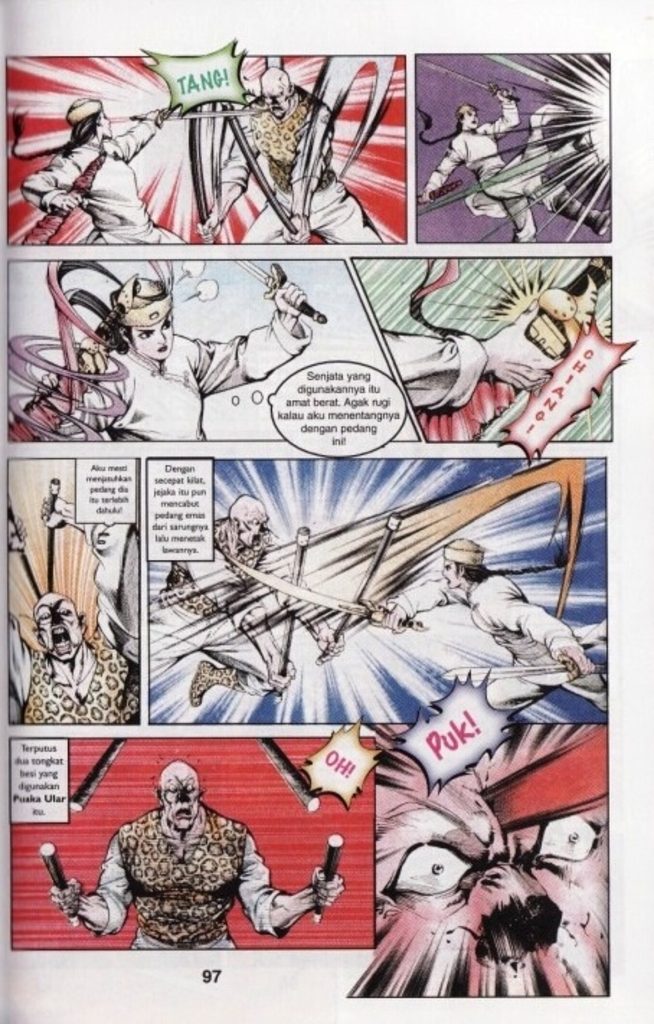 TANG!
Senjata yang
digunakannya itu
amat berat. Agak rugi
kalau aku menentangnya
dengan pedang
ini!
CHIANG!
Aku mesti
menjatuhkan
pedang dia
itu terlebih
dahulu!
Dengan
secepat kilat,
jejaka itu pun
mencabut
pedang emas
dari sarungnya
lalu menetak
lawannya.
Terputus
dua tongkat
besi yang
digunakan
Puaka Ular
itu.
OH!
PUK!
97